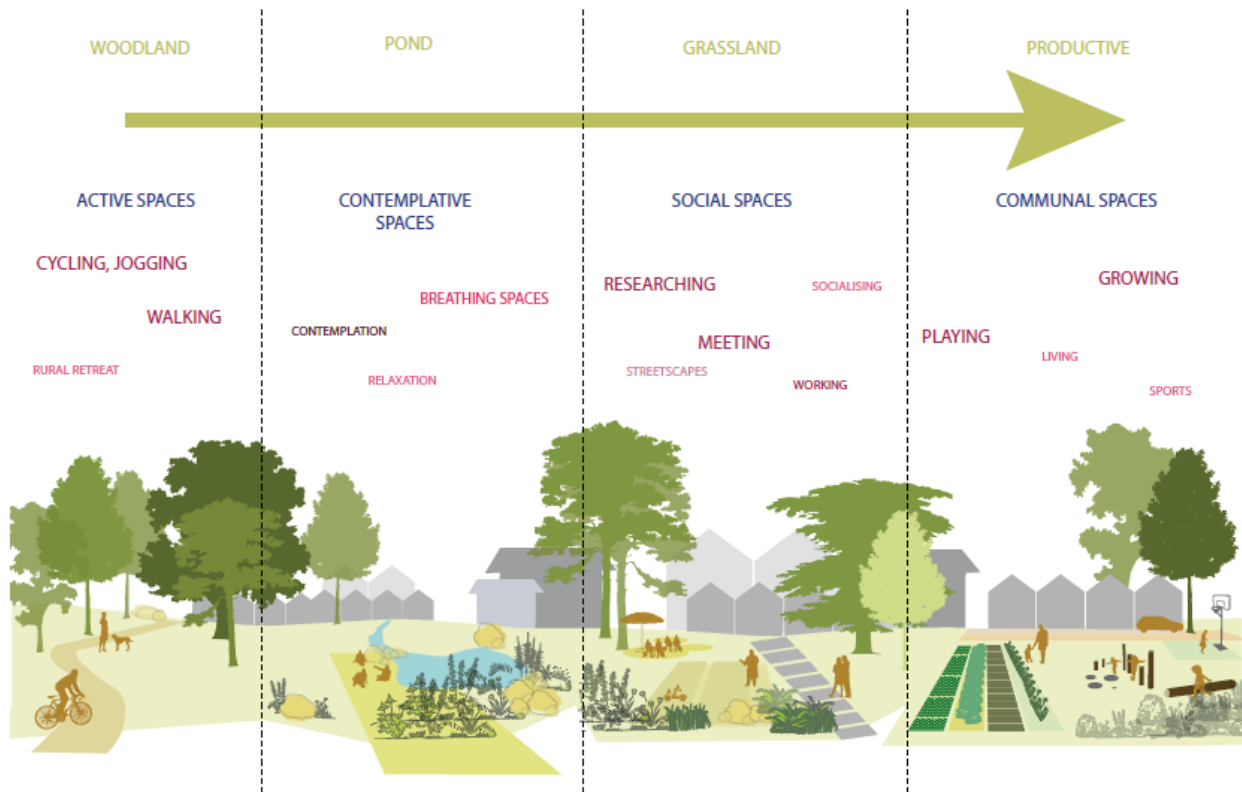 WOODLAND
POND
GRASSLAND
PRODUCTIVE
ACTIVE SPACES
CONTEMPLATIVE
SPACES
SOCIAL SPACES
COMMUNAL SPACES
CYCLING, JOGGING
WALKING
RURAL RETREAT
BREATHING SPACES
CONTEMPLATION
RELAXATION
RESEARCHING
SOCIALISING
MEETING
STREETSCAPES
WORKING
GROWING
PLAYING
LIVING
SPORTS